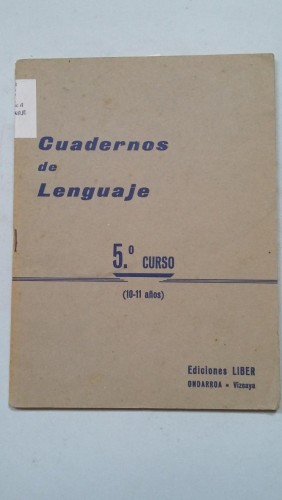 Cuadernos
de
Lenguaje
5.º CURSO
(10-11 años)
Ediciones LIBER
ONDARROA • Vizcaya